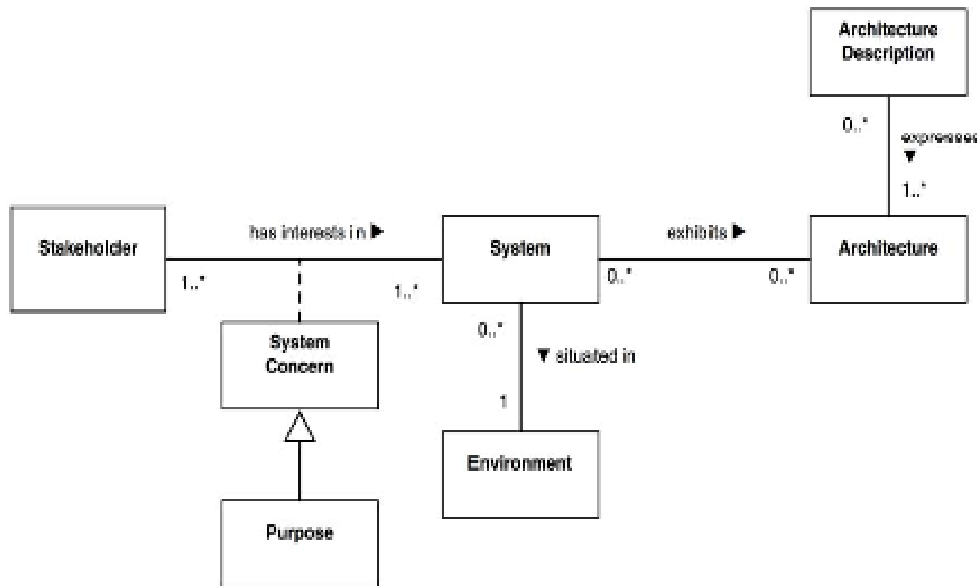 Architecture
Description
0..*
expresses
▼
1..*
Stakeholder
has interests in ►
System
exhibits ►
Architecture
1..*
1..*
0..*
0..*
System
Concern
0..*
▼ situated in
1
Environment
Purpose